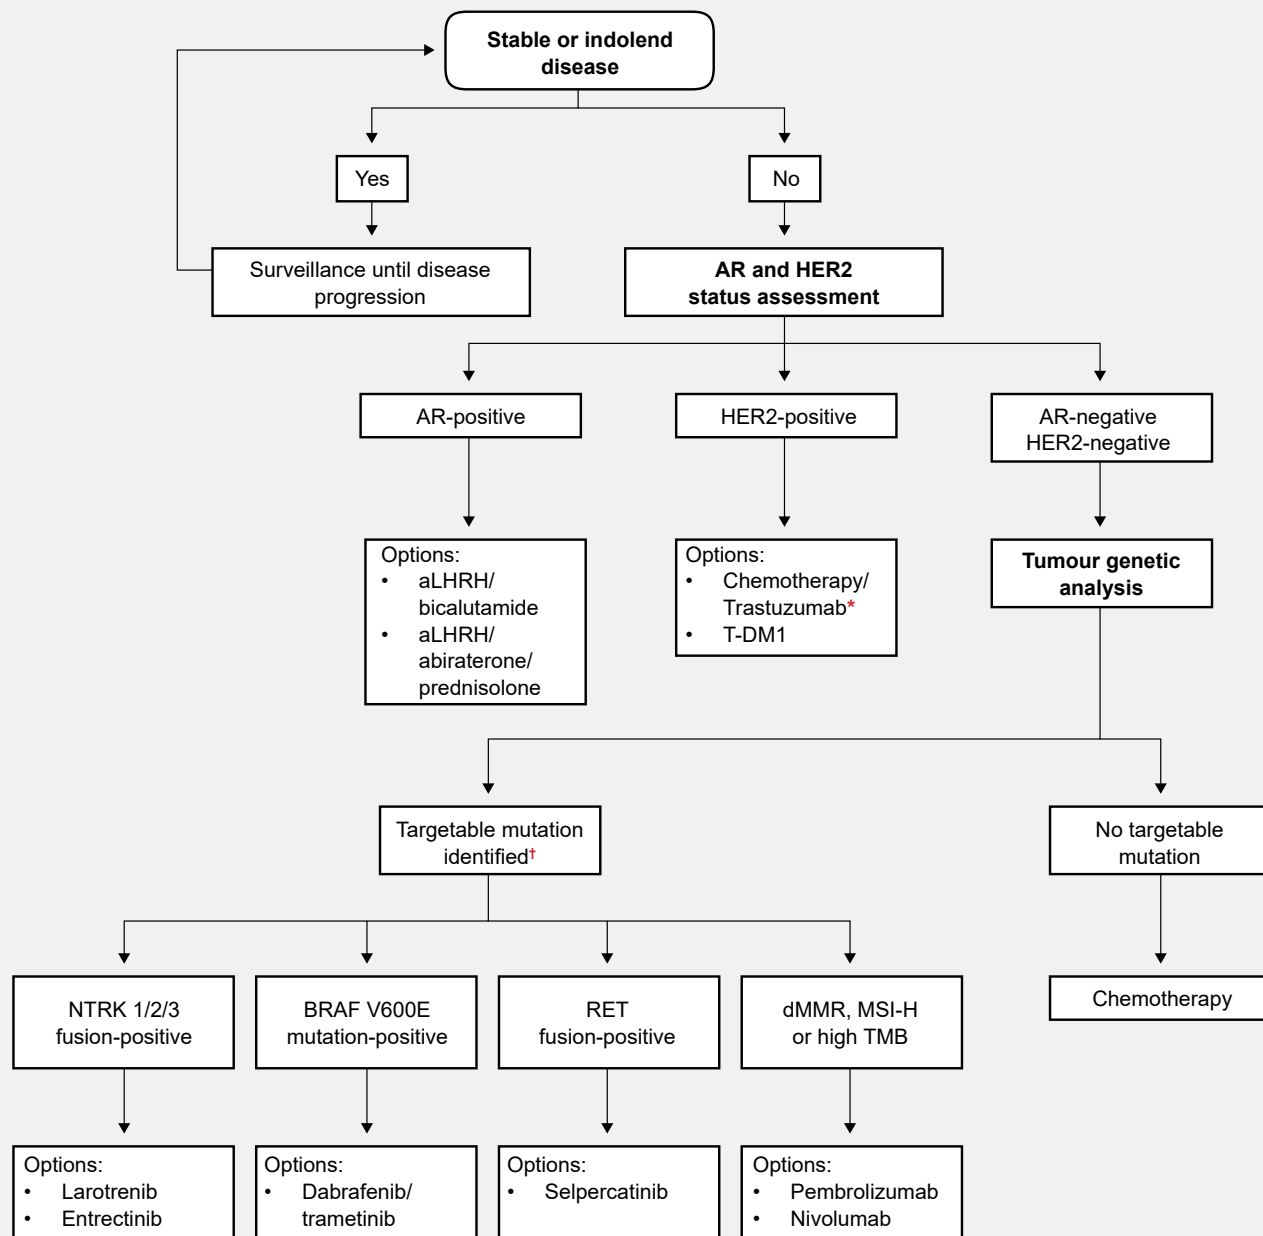 Stable or indolend
disease
Yes
No
Surveillance until disease
progression
AR and HER2
status assessment
AR-positive
HER2-positive
AR-negative
HER2-negative
Options:
• aLHRH/
bicalutamide
• aLHRH/
abiraterone/
prednisolone
Options:
• Chemotherapy/
Trastuzumab*
• T-DM1
Tumour genetic
analysis
Targetable mutation
identified†
No targetable
mutation
NTRK 1/2/3
fusion-positive
BRAF V600E
mutation-positive
RET
fusion-positive
dMMR, MSI-H
or high TMB
Chemotherapy
Options:
• Larotrenib
• Entrectinib
Options:
• Dabrafenib/
trametinib
Options:
• Selpercatinib
Options:
• Pembrolizumab
• Nivolumab